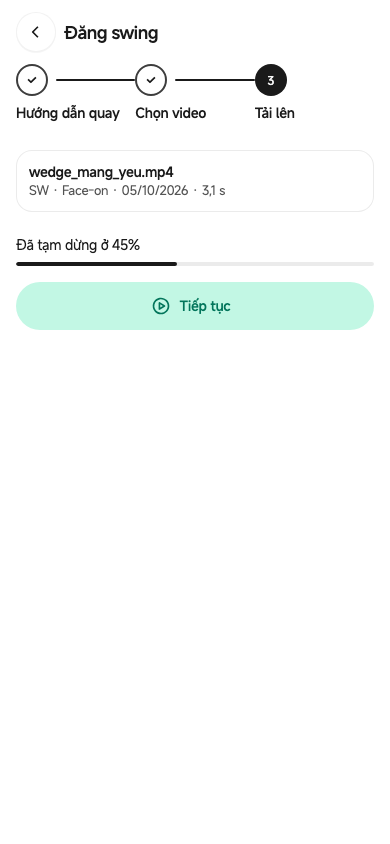 Đăng swing
3
Hướng dẫn quay
Chọn video
Tải lên
wedge_mang_yeu.mp4
SW · Face-on · 05/10/2026 · 3,1 s
Đã tạm dừng ở 45%
Tiếp tục